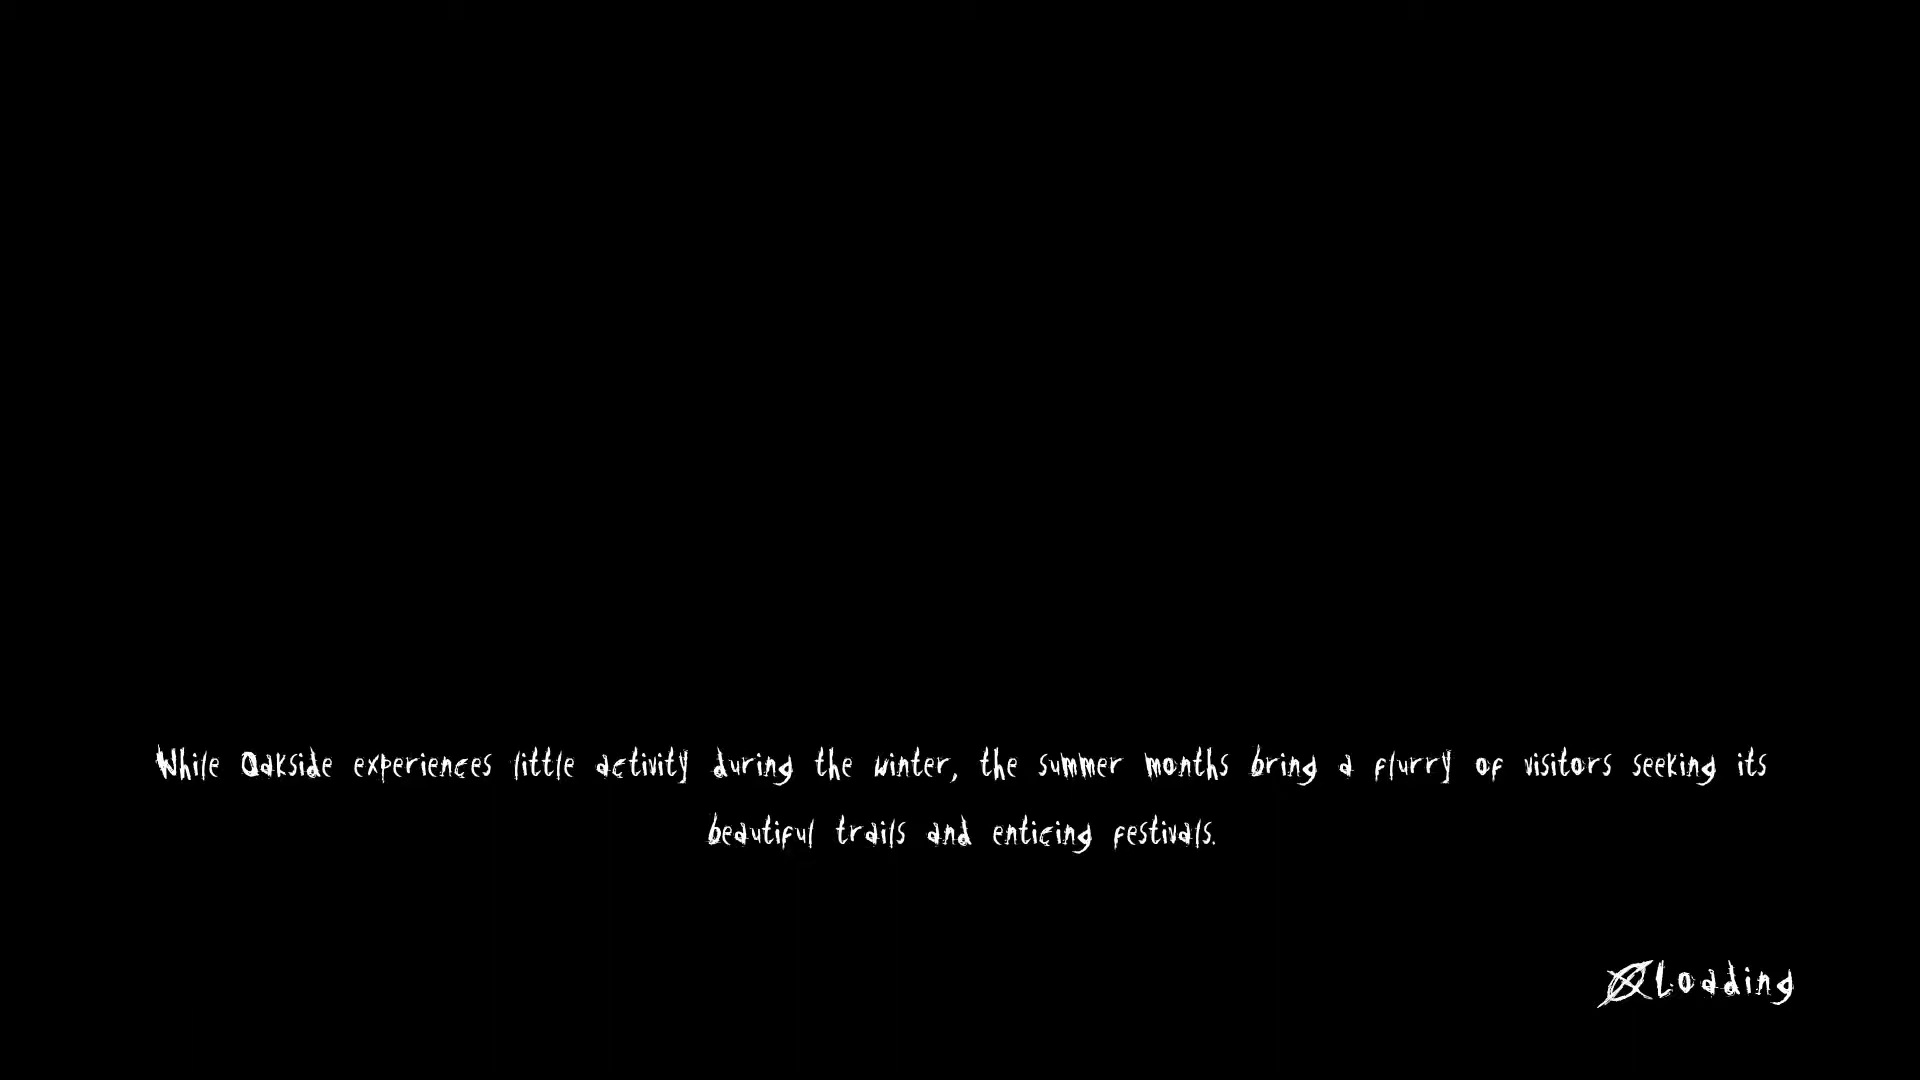 While Oakside experiences little activity during the winter, the summer months bring a flurry of visitors seeking its
beautiful trails and enticing festivals.
Loading